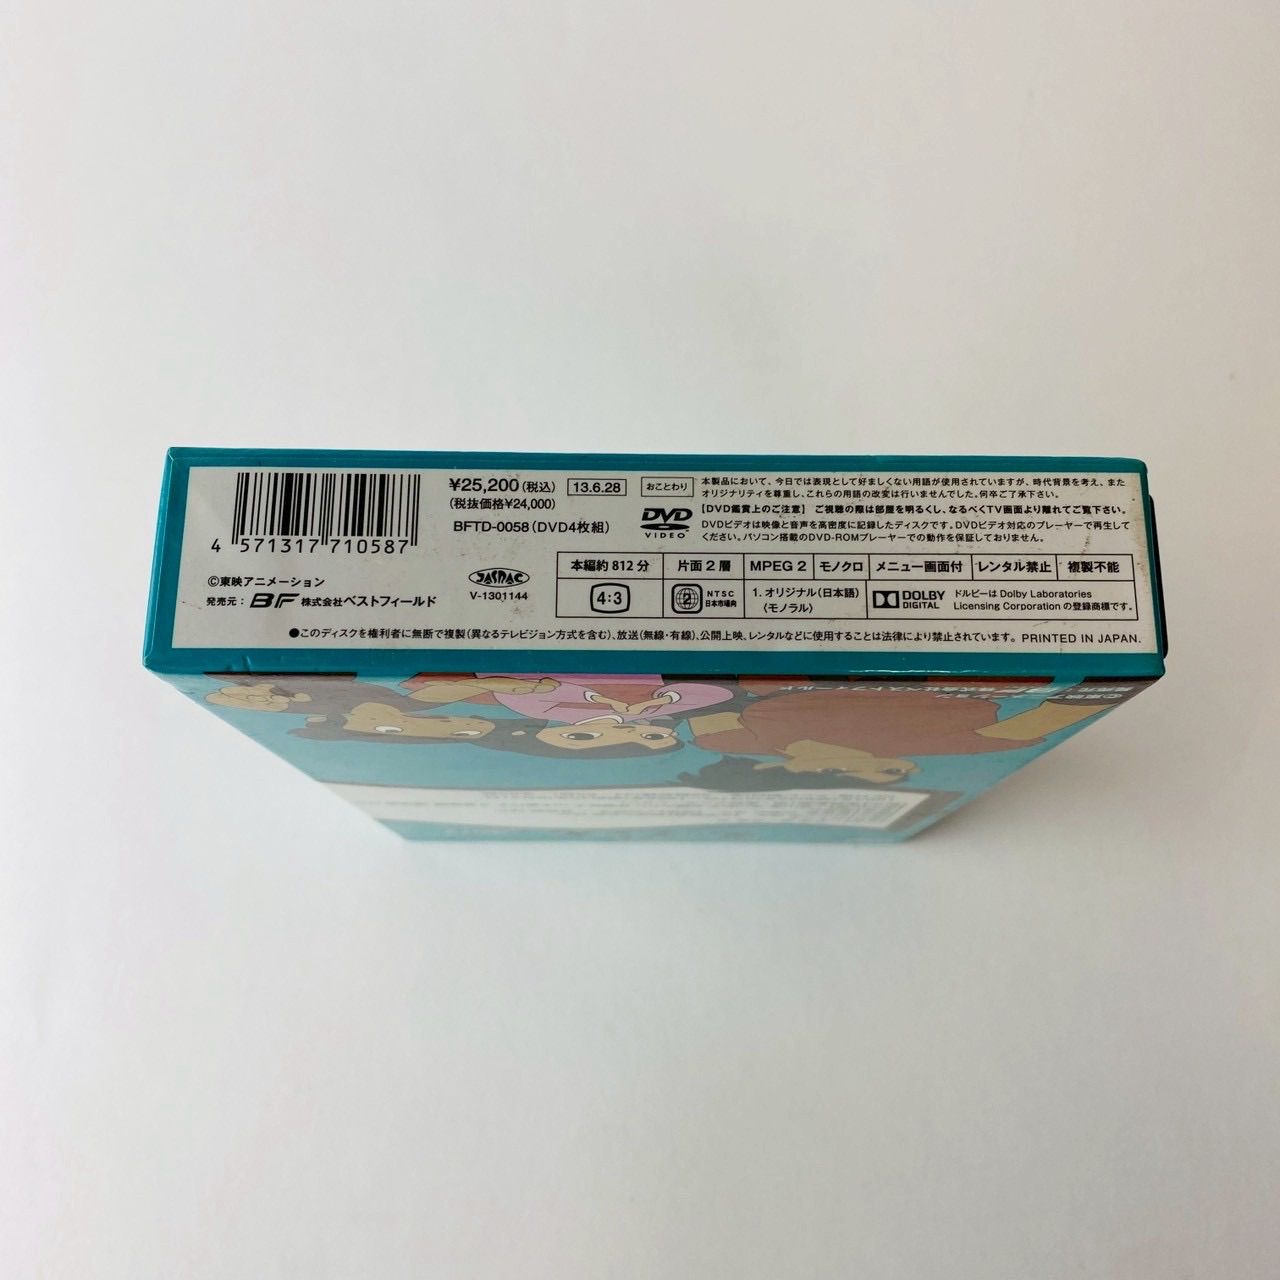 4 571317 710587
©東映アニメーション
発売元： BF 株式会社ベストフィールド
¥25,200(税込)
(税抜価格¥24,000)
BFTD-0058(DVD4枚組)
13.6.28
おことわり
本製品において、今日では表現として好ましくない用語が使用されていますが、時代背景を考え、また
オリジナリティを尊重し、これらの用語の改変は行いませんでした。何卒ご了承下さい。
DVD
VIDEO
【DVD鑑賞上のご注意】 ご視聴の際は部屋を明るくし、なるべくTV画面より離れてご覧下さい。
DVDビデオは映像と音声を高密度に記録したディスクです。DVDビデオ対応のプレーヤーで再生して
ください。パソコン搭載のDVD-ROMプレーヤーでの動作を保証しておりません。
JASRAC
V-1301144
本編約812分 片面2層 MPEG 2 モノクロ メニュー画面付 レンタル禁止 複製不能
4:3
2 NTSC
日本市場向
1. オリジナル(日本語)
(モノラル)
DOLBY
DIGITAL
ドルビーは Dolby Laboratories
Licensing Corporation の登録商標です。
●このディスクを権利者に無断で複製(異なるテレビジョン方式を含む)、放送(無線・有線)、公開上映、レンタルなどに使用することは法律により禁止されています。 PRINTED IN JAPAN.